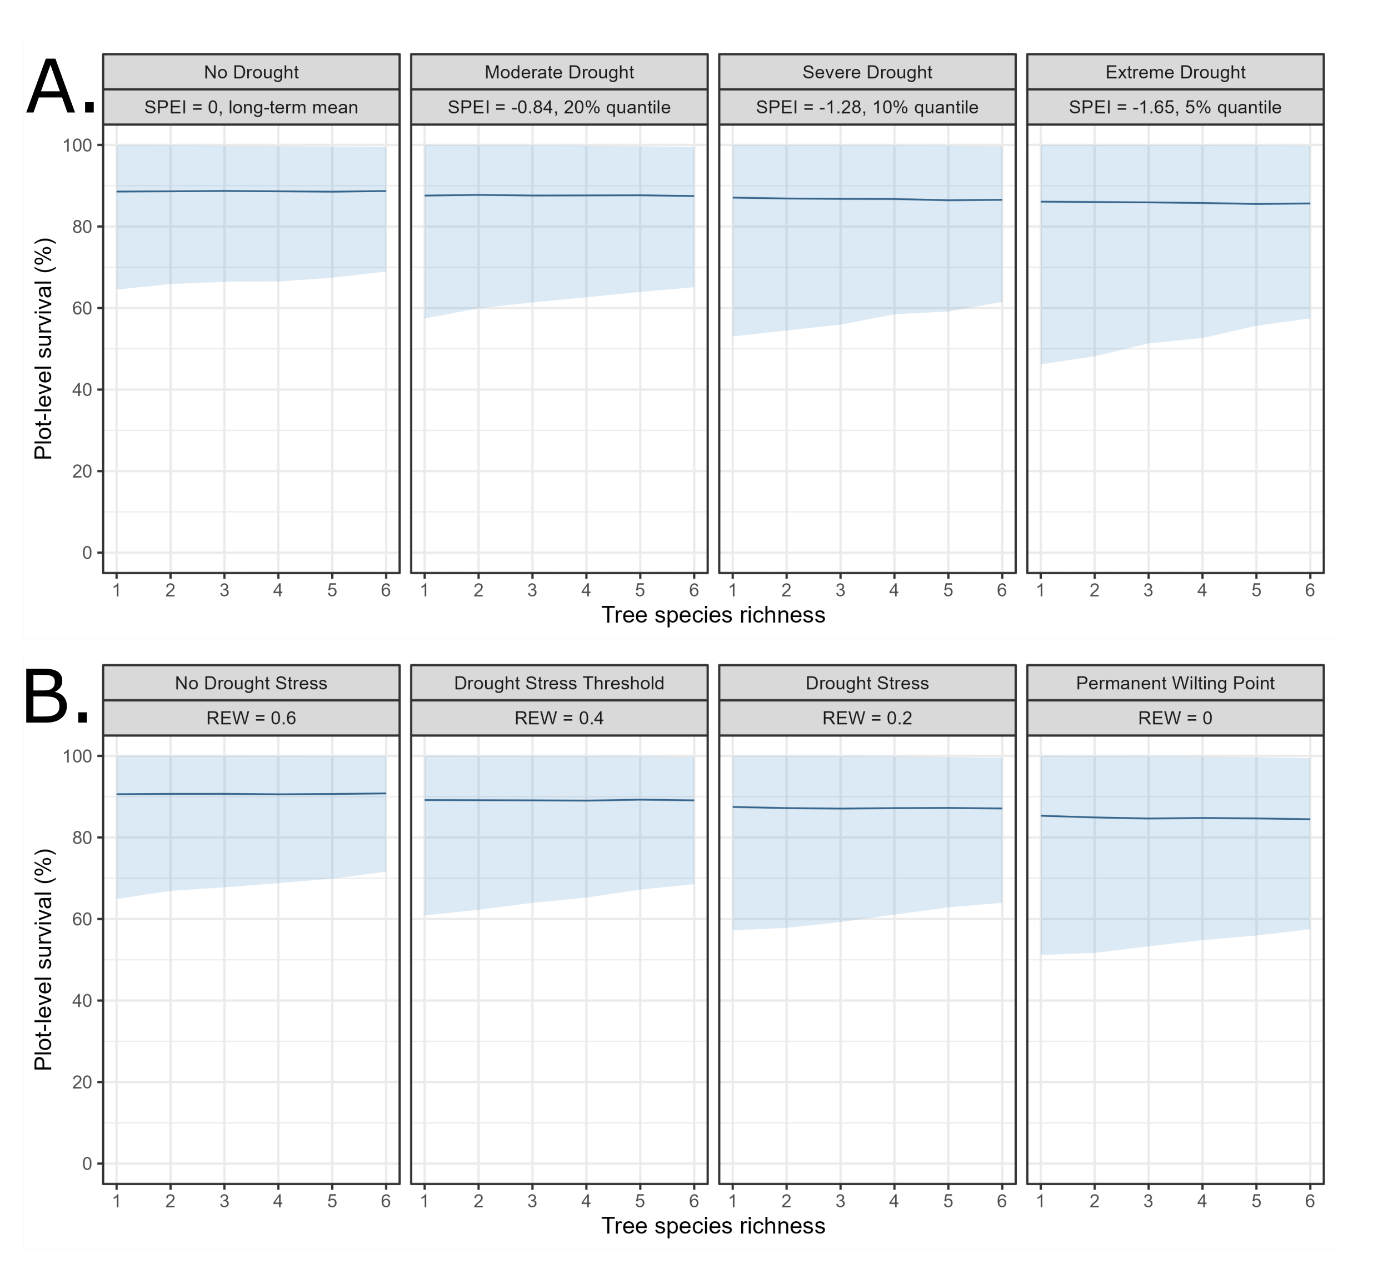 A.
No Drought Moderate Drought Severe Drought Extreme Drought
SPEI = 0, long-term mean SPEI = -0.84, 20% quantile SPEI = -1.28, 10% quantile SPEI = -1.65, 5% quantile
Plot-level survival (%)
100
80
60
40
20
0
1 2 3 4 5 6 1 2 3 4 5 6 1 2 3 4 5 6 1 2 3 4 5 6
Tree species richness
B.
No Drought Stress Drought Stress Threshold Drought Stress Permanent Wilting Point
REW = 0.6 REW = 0.4 REW = 0.2 REW = 0
Plot-level survival (%)
100
80
60
40
20
0
1 2 3 4 5 6 1 2 3 4 5 6 1 2 3 4 5 6 1 2 3 4 5 6
Tree species richness